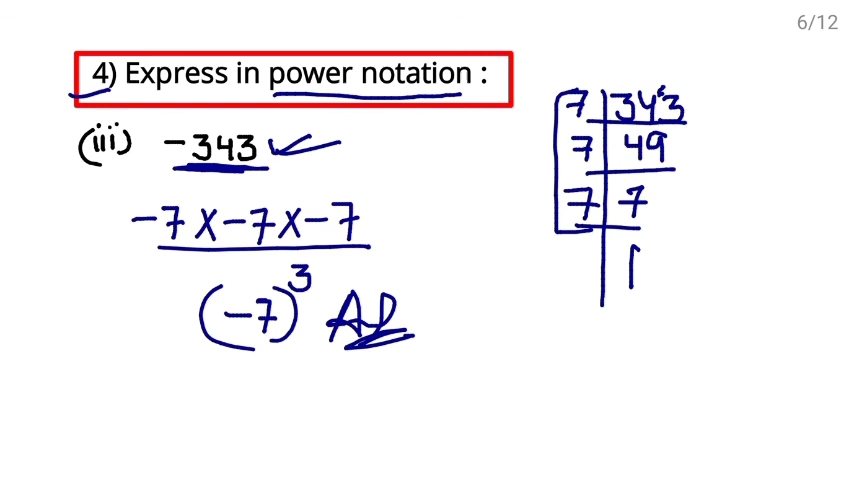 6/12
4) Express in power notation :
(iii) -343
-7 X -7 X -7
(-7)³
7 | 343
7 | 49
7 | 7
1